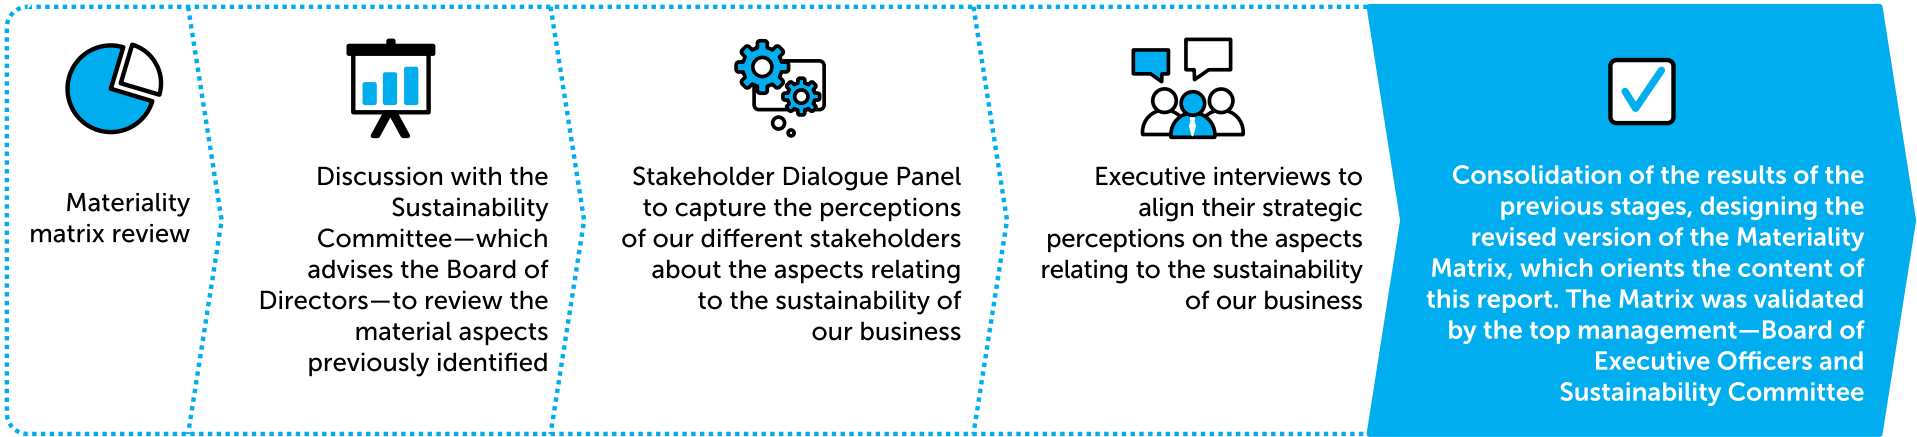 Materiality
matrix review
Discussion with the
Sustainability
Committee—which
advises the Board of
Directors—to review the
material aspects
previously identified
Stakeholder Dialogue Panel
to capture the perceptions
of our different stakeholders
about the aspects relating
to the sustainability of
our business
Executive interviews to
align their strategic
perceptions on the aspects
relating to the sustainability
of our business
Consolidation of the results of the
previous stages, designing the
revised version of the Materiality
Matrix, which orients the content of
this report. The Matrix was validated
by the top management—Board of
Executive Officers and
Sustainability Committee